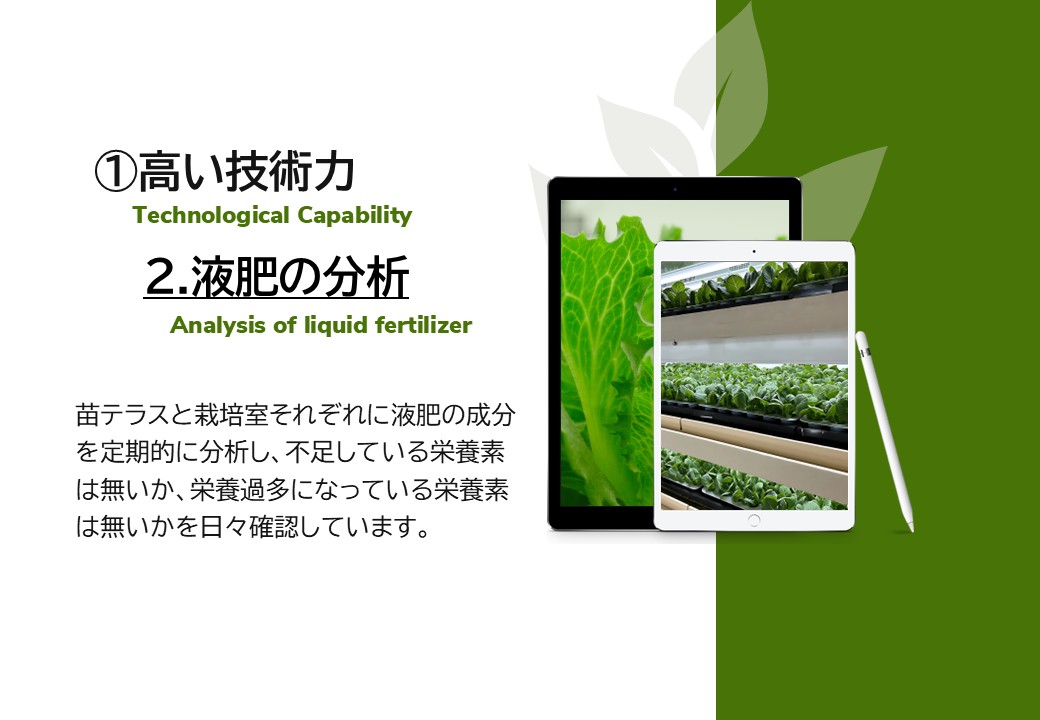 ①高い技術力
Technological Capability
2.液肥の分析
Analysis of liquid fertilizer
苗テラスと栽培室それぞれに液肥の成分
を定期的に分析し、不足している栄養素
は無いか、栄養過多になっている栄養素
は無いかを日々確認しています。